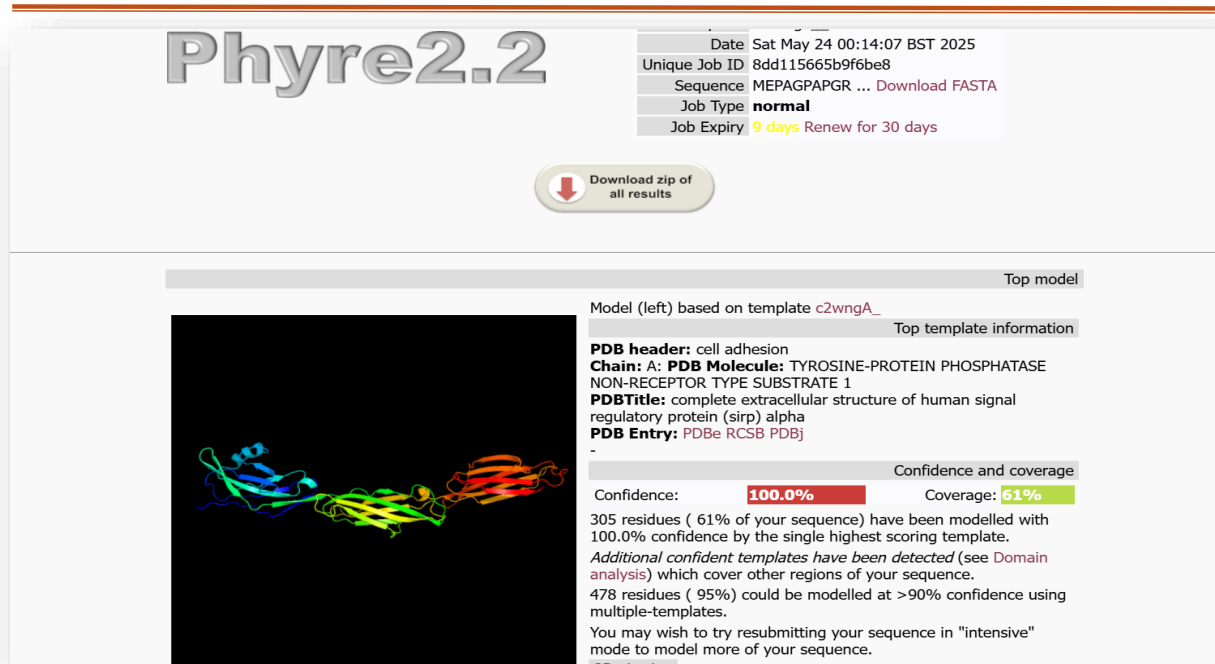 Phyre2.2
Date Sat May 24 00:14:07 BST 2025
Unique Job ID 8dd115665b9f6be8
Sequence MEPAGPAPGR ... Download FASTA
Job Type normal
Job Expiry 9 days Renew for 30 days
Download zip of
all results
Top model
Model (left) based on template c2wngA_
Top template information
PDB header: cell adhesion
Chain: A: PDB Molecule: TYROSINE-PROTEIN PHOSPHATASE
NON-RECEPTOR TYPE SUBSTRATE 1
PDBTitle: complete extracellular structure of human signal
regulatory protein (sirp) alpha
PDB Entry: PDBe RCSB PDBj
-
Confidence and coverage
Confidence: 100.0% Coverage: 61%
305 residues ( 61% of your sequence) have been modelled with
100.0% confidence by the single highest scoring template.
Additional confident templates have been detected (see Domain
analysis) which cover other regions of your sequence.
478 residues ( 95%) could be modelled at >90% confidence using
multiple-templates.
You may wish to try resubmitting your sequence in "intensive"
mode to model more of your sequence.